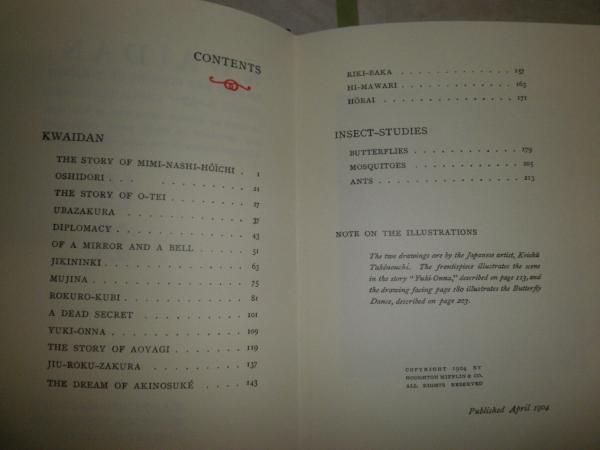 CONTENTS
KWAIDAN
THE STORY OF MIMI-NASHI-HŌÏCHI . 1
OSHIDORI . . . . . . . . . . . 21
THE STORY OF O-TEI . . . . . . . 27
UBAZAKURA . . . . . . . . . . . 37
DIPLOMACY . . . . . . . . . . . 43
OF A MIRROR AND A BELL . . . . . 51
JIKININKI . . . . . . . . . . . . 63
MUJINA . . . . . . . . . . . . . 75
ROKURO-KUBI . . . . . . . . . . 81
A DEAD SECRET . . . . . . . . . 101
YUKI-ONNA . . . . . . . . . . . 109
THE STORY OF AOYAGI . . . . . . 119
JIU-ROKU-ZAKURA . . . . . . . . 137
THE DREAM OF AKINOSUKÉ . . . . 143
RIKI-BAKA . . . . . . . . . . . 157
HI-MAWARI . . . . . . . . . . . 163
HŌRAI . . . . . . . . . . . . . 171
INSECT-STUDIES
BUTTERFLIES . . . . . . . . . . 179
MOSQUITOES . . . . . . . . . . 205
ANTS . . . . . . . . . . . . . 213
NOTE ON THE ILLUSTRATIONS
The two drawings are by the Japanese artist, Keichū
Takénouchi. The frontispiece illustrates the scene
in the story "Yuki-Onna," described on page 113, and
the drawing facing page 180 illustrates the Butterfly
Dance, described on page 203.
COPYRIGHT 1904 BY
HOUGHTON MIFFLIN & CO.
ALL RIGHTS RESERVED
Published April 1904